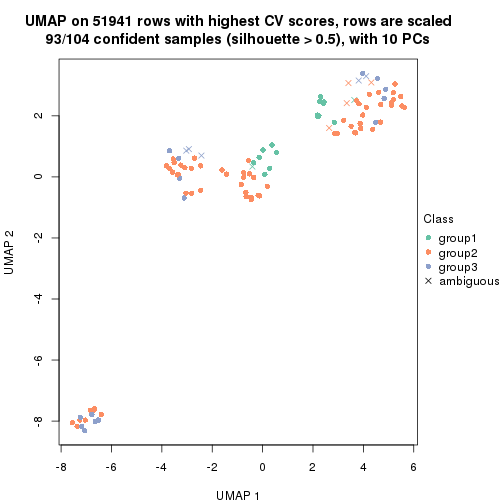 UMAP on 51941 rows with highest CV scores, rows are scaled
93/104 confident samples (silhouette > 0.5), with 10 PCs
UMAP 2
2
0
-2
-4
-6
-8
-8
-6
-4
-2
0
2
4
6
UMAP 1
Class
group1
group2
group3
ambiguous